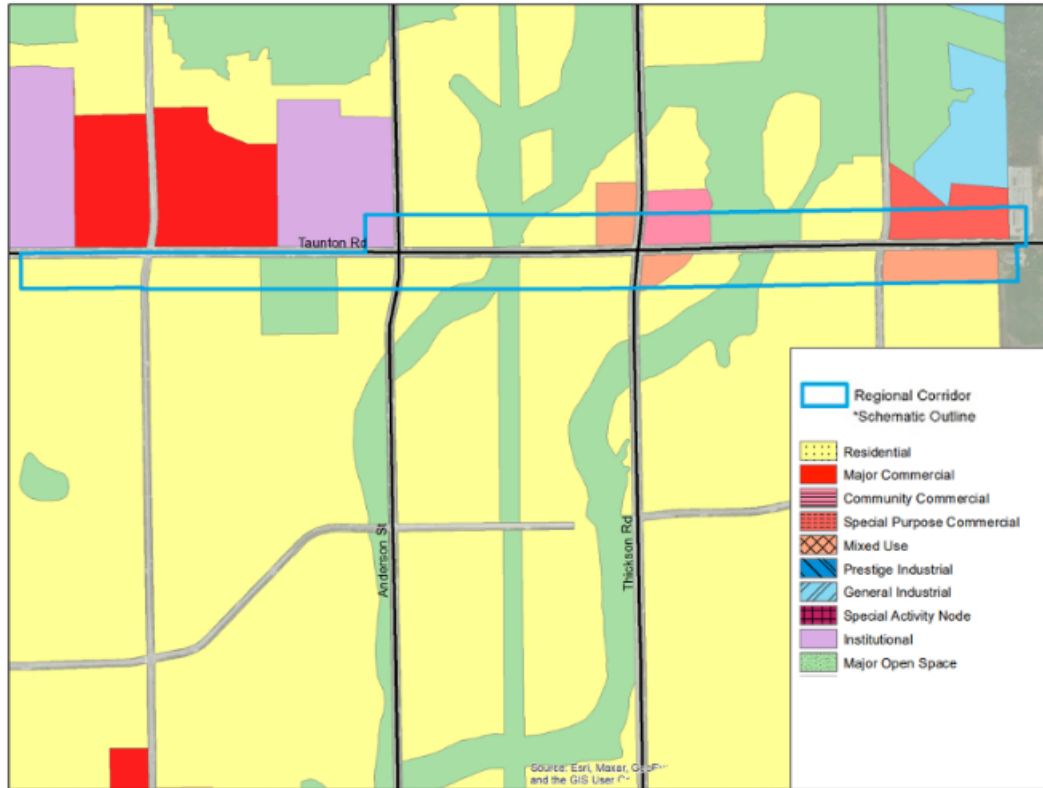 Taunton Rd
Anderson St
Thickson Rd
Regional Corridor
*Schematic Outline
Residential
Major Commercial
Community Commercial
Special Purpose Commercial
Mixed Use
Prestige Industrial
General Industrial
Special Activity Node
Institutional
Major Open Space
Source: Esri, Maxar,
and the GIS User